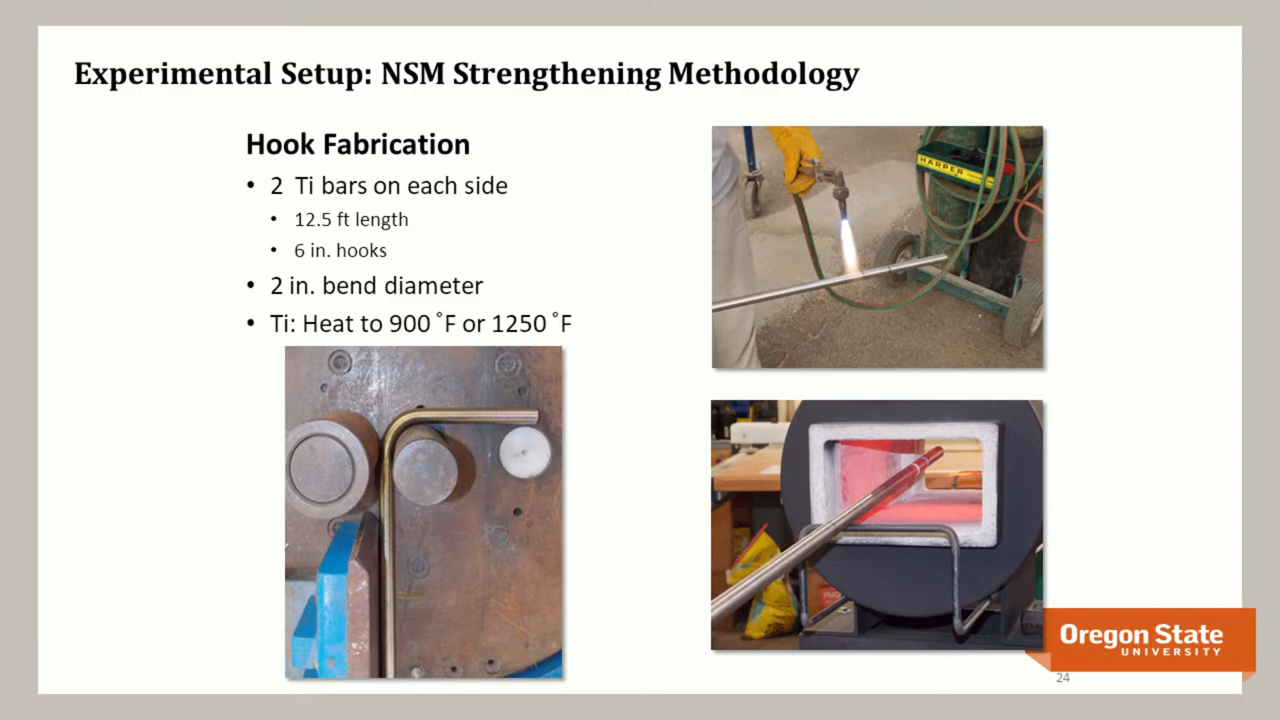 Experimental Setup: NSM Strengthening Methodology
Hook Fabrication
• 2 Ti bars on each side
• 12.5 ft length
• 6 in. hooks
• 2 in. bend diameter
• Ti: Heat to 900 ˚F or 1250 ˚F
HARPER
Oregon State
UNIVERSITY
24